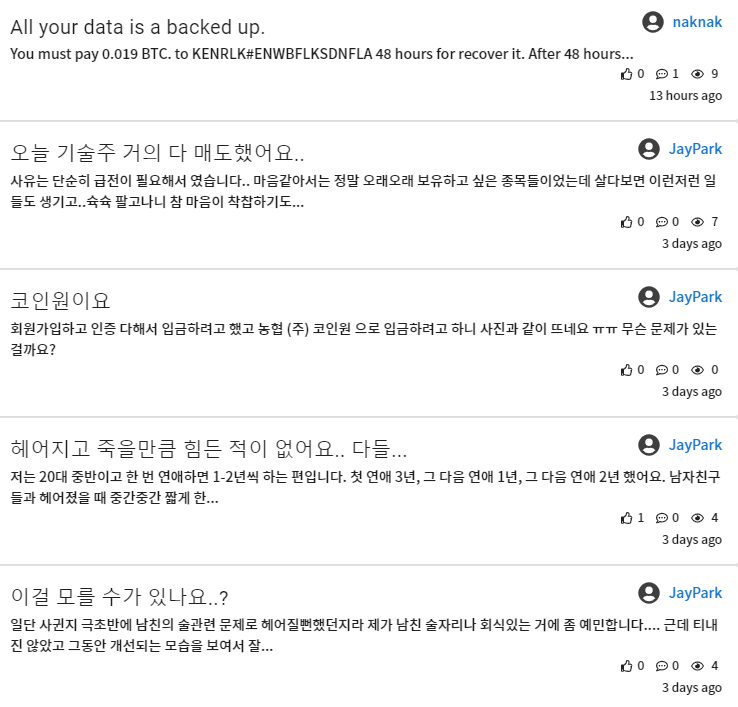 All your data is a backed up.
naknak
You must pay 0.019 BTC. to KENRLK#ENWBFLKSDNFLA 48 hours for recover it. After 48 hours...
0 1 9
13 hours ago
오늘 기술주 거의 다 매도했어요..
JayPark
사유는 단순히 급전이 필요해서 였습니다.. 마음같아서는 정말 오래오래 보유하고 싶은 종목들이었는데 살다보면 이런저런 일
들도 생기고..슉슉 팔고나니 참 마음이 착찹하기도...
0 0 7
3 days ago
코인원이요
JayPark
회원가입하고 인증 다해서 입금하려고 했고 농협 (주) 코인원 으로 입금하려고 하니 사진과 같이 뜨네요 ㅠㅠ 무슨 문제가 있는
걸까요?
0 0 0
3 days ago
헤어지고 죽을만큼 힘든 적이 없어요.. 다들...
JayPark
저는 20대 중반이고 한 번 연애하면 1-2년씩 하는 편입니다. 첫 연애 3년, 그 다음 연애 1년, 그 다음 연애 2년 했어요. 남자친구
들과 헤어졌을 때 중간중간 짧게 한...
1 0 4
3 days ago
이걸 모를 수가 있나요..?
JayPark
일단 사귄지 극초반에 남친의 술관련 문제로 헤어질뻔했던지라 제가 남친 술자리나 회식있는 거에 좀 예민합니다.... 근데 티내
진 않았고 그동안 개선되는 모습을 보여서 잘...
0 0 4
3 days ago